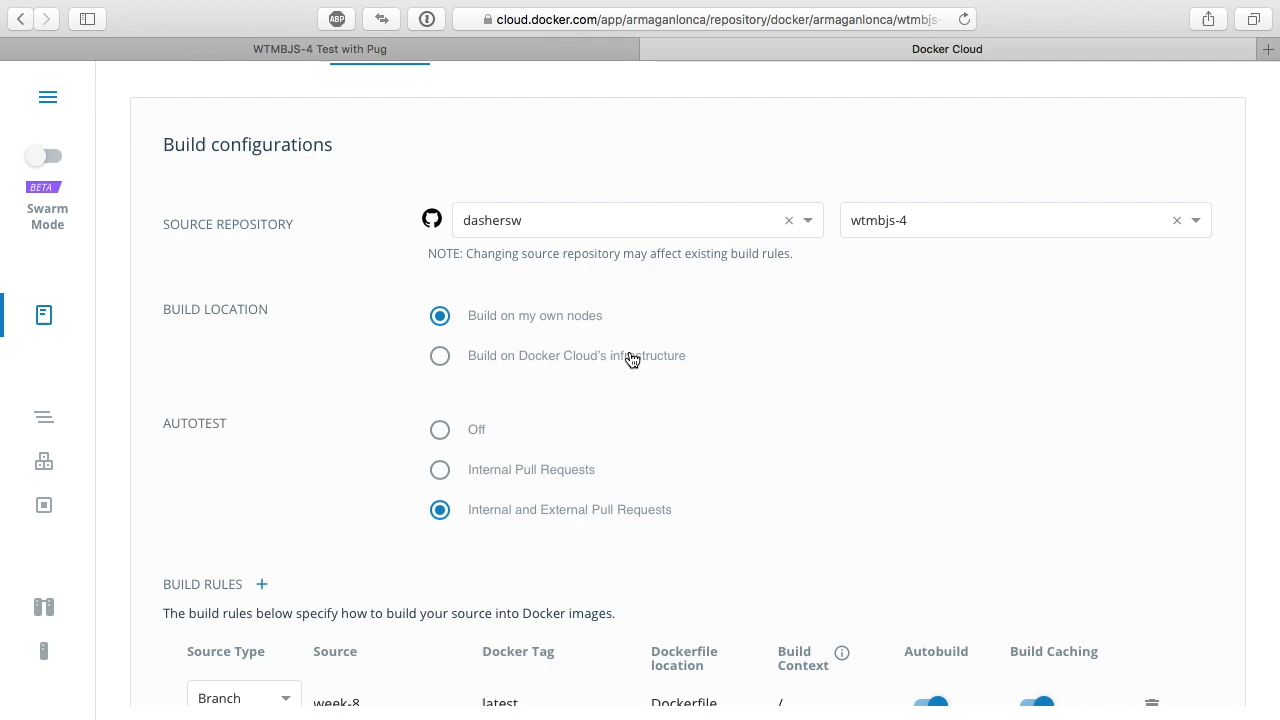 ABP
cloud.docker.com/app/armaganlonca/repository/docker/armaganlonca/wtmbjs-
WTMBJS-4 Test with Pug
Docker Cloud
BETA
Swarm
Mode
Build configurations
SOURCE REPOSITORY
dashersw
wtmbjs-4
NOTE: Changing source repository may affect existing build rules.
BUILD LOCATION
Build on my own nodes
Build on Docker Cloud's infrastructure
AUTOTEST
Off
Internal Pull Requests
Internal and External Pull Requests
BUILD RULES +
The build rules below specify how to build your source into Docker images.
Source Type
Source
Docker Tag
Dockerfile
location
Build
Context
Autobuild
Build Caching
Branch
week-8
latest
Dockerfile
/